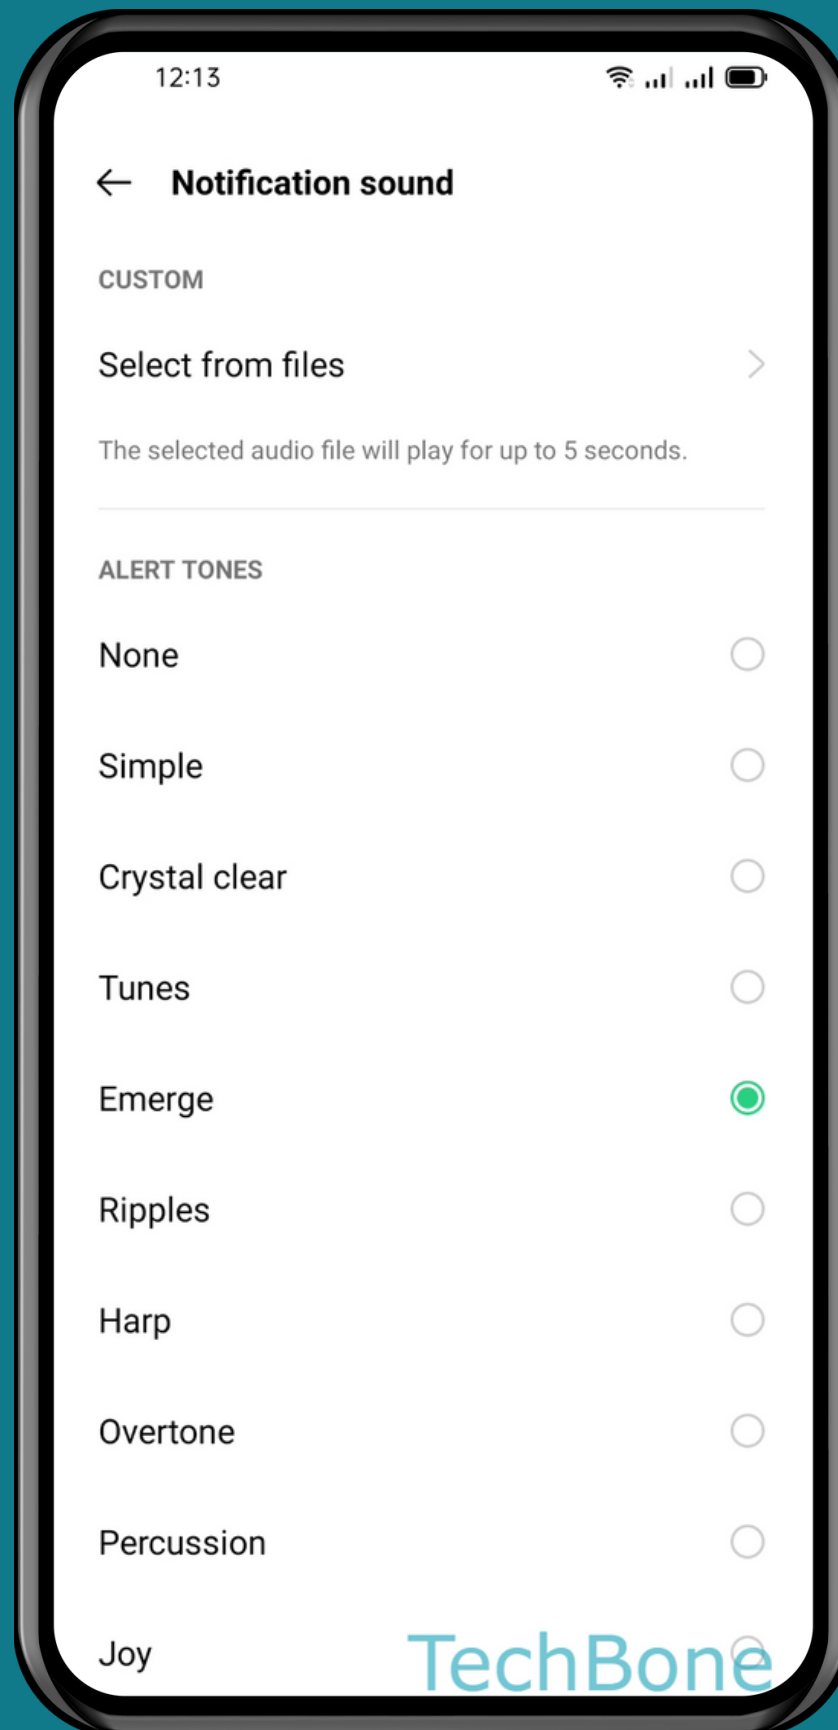 12:13
Notification sound
CUSTOM
Select from files
The selected audio file will play for up to 5 seconds.
ALERT TONES
None
Simple
Crystal clear
Tunes
Emerge
Ripples
Harp
Overtone
Percussion
Joy
TechBone